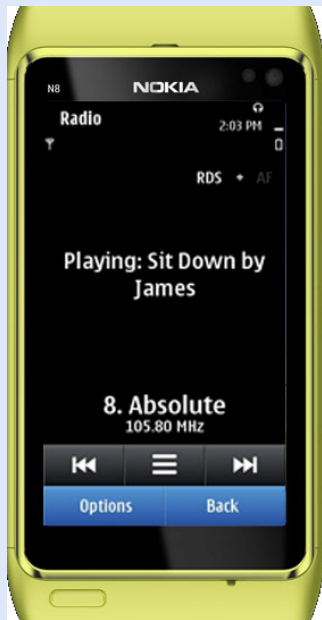 N8
NOKIA
Radio
2:03 PM
RDS + AF
Playing: Sit Down by
James
8. Absolute
105.80 MHz
Options
Back